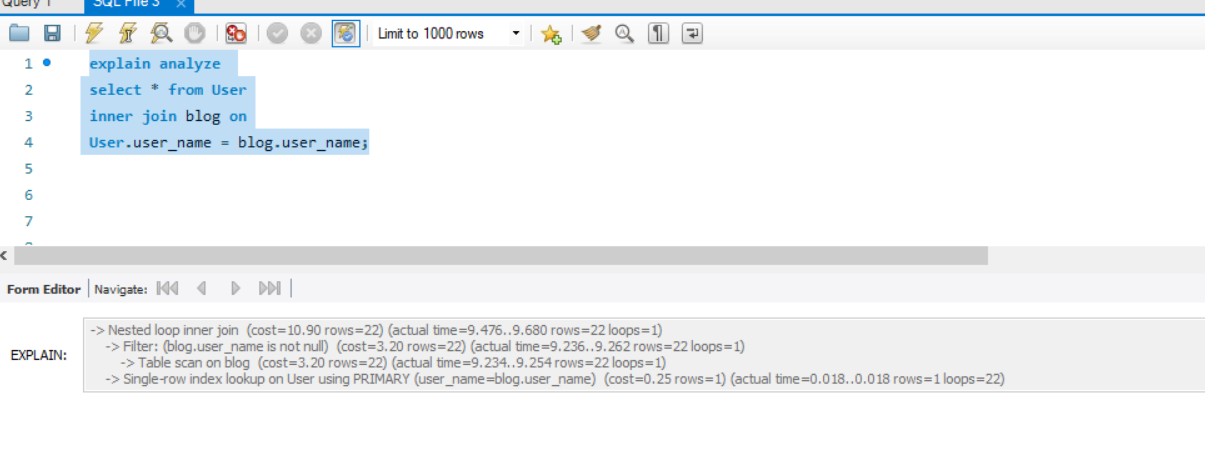 Query 1 SQL File 3
Limit to 1000 rows
1 explain analyze
2 select * from User
3 inner join blog on
4 User.user_name = blog.user_name;
5
6
7
Form Editor Navigate:
EXPLAIN:
-> Nested loop inner join (cost=10.90 rows=22) (actual time=9.476..9.680 rows=22 loops=1)
-> Filter: (blog.user_name is not null) (cost=3.20 rows=22) (actual time=9.236..9.262 rows=22 loops=1)
-> Table scan on blog (cost=3.20 rows=22) (actual time=9.234..9.254 rows=22 loops=1)
-> Single-row index lookup on User using PRIMARY (user_name=blog.user_name) (cost=0.25 rows=1) (actual time=0.018..0.018 rows=1 loops=22)